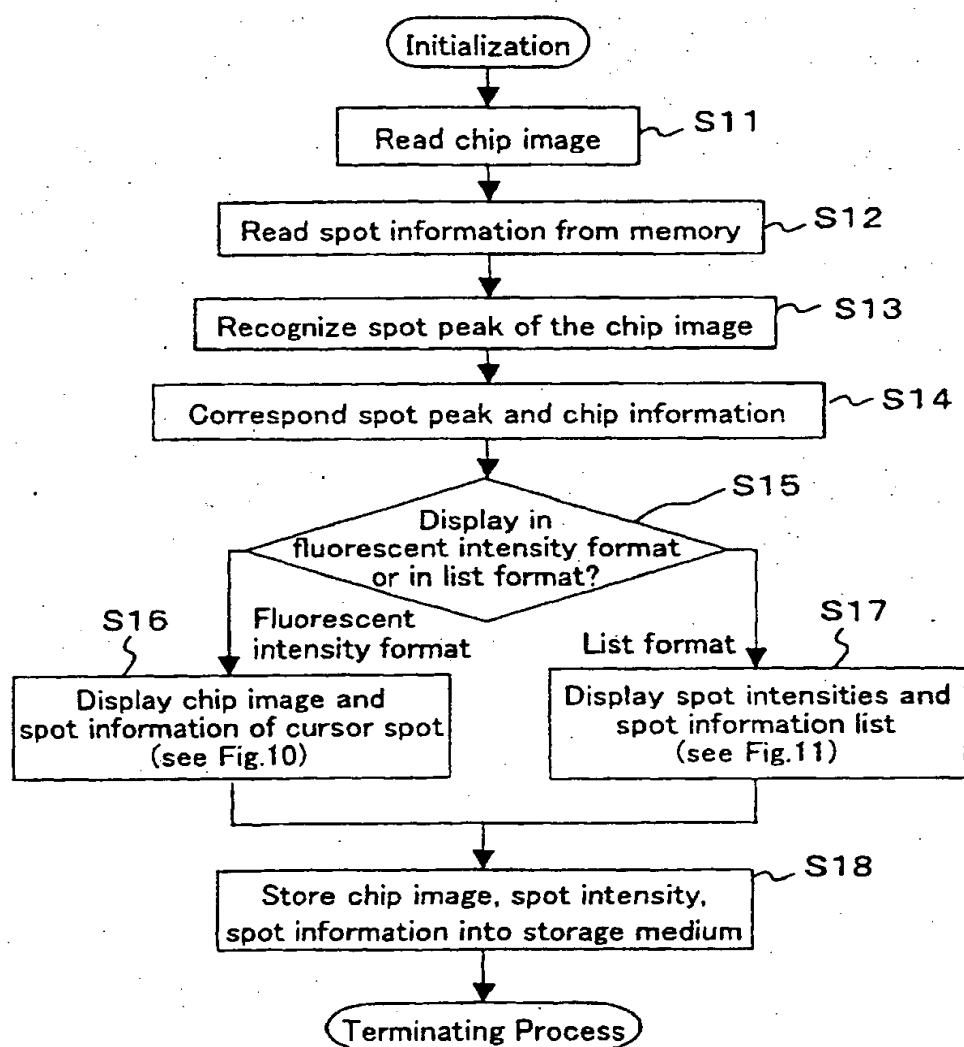 Initialization
S11
Read chip image
S12
Read spot information from memory
S13
Recognize spot peak of the chip image
S14
Correspond spot peak and chip information
S15
Display in
fluorescent intensity format
or in list format?
S16
Fluorescent
intensity format
S17
List format
Display chip image and
spot information of cursor spot
(see Fig.10)
Display spot intensities and
spot information list
(see Fig.11)
S18
Store chip image, spot intensity,
spot information into storage medium
Terminating Process